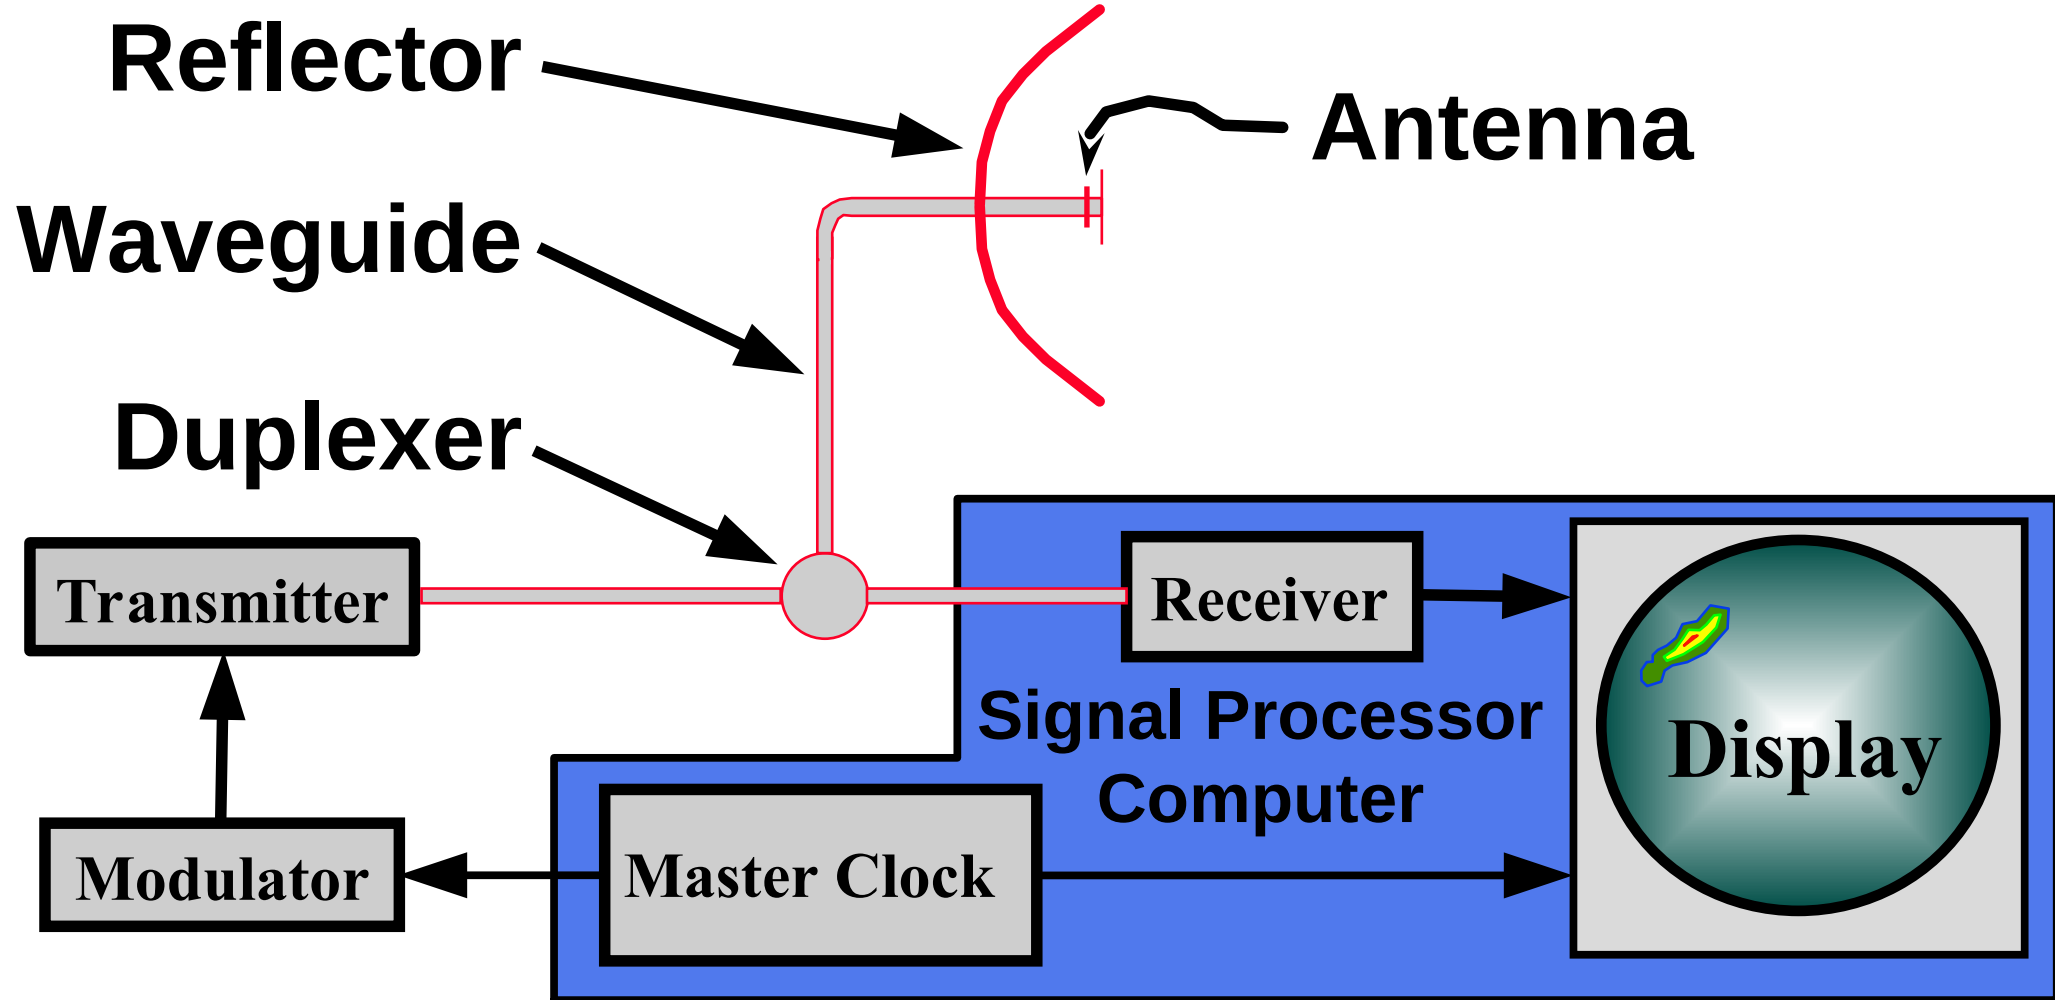 Reflector
Antenna
Waveguide
Duplexer
Transmitter
Receiver
Signal Processor
Computer
Display
Modulator
Master Clock